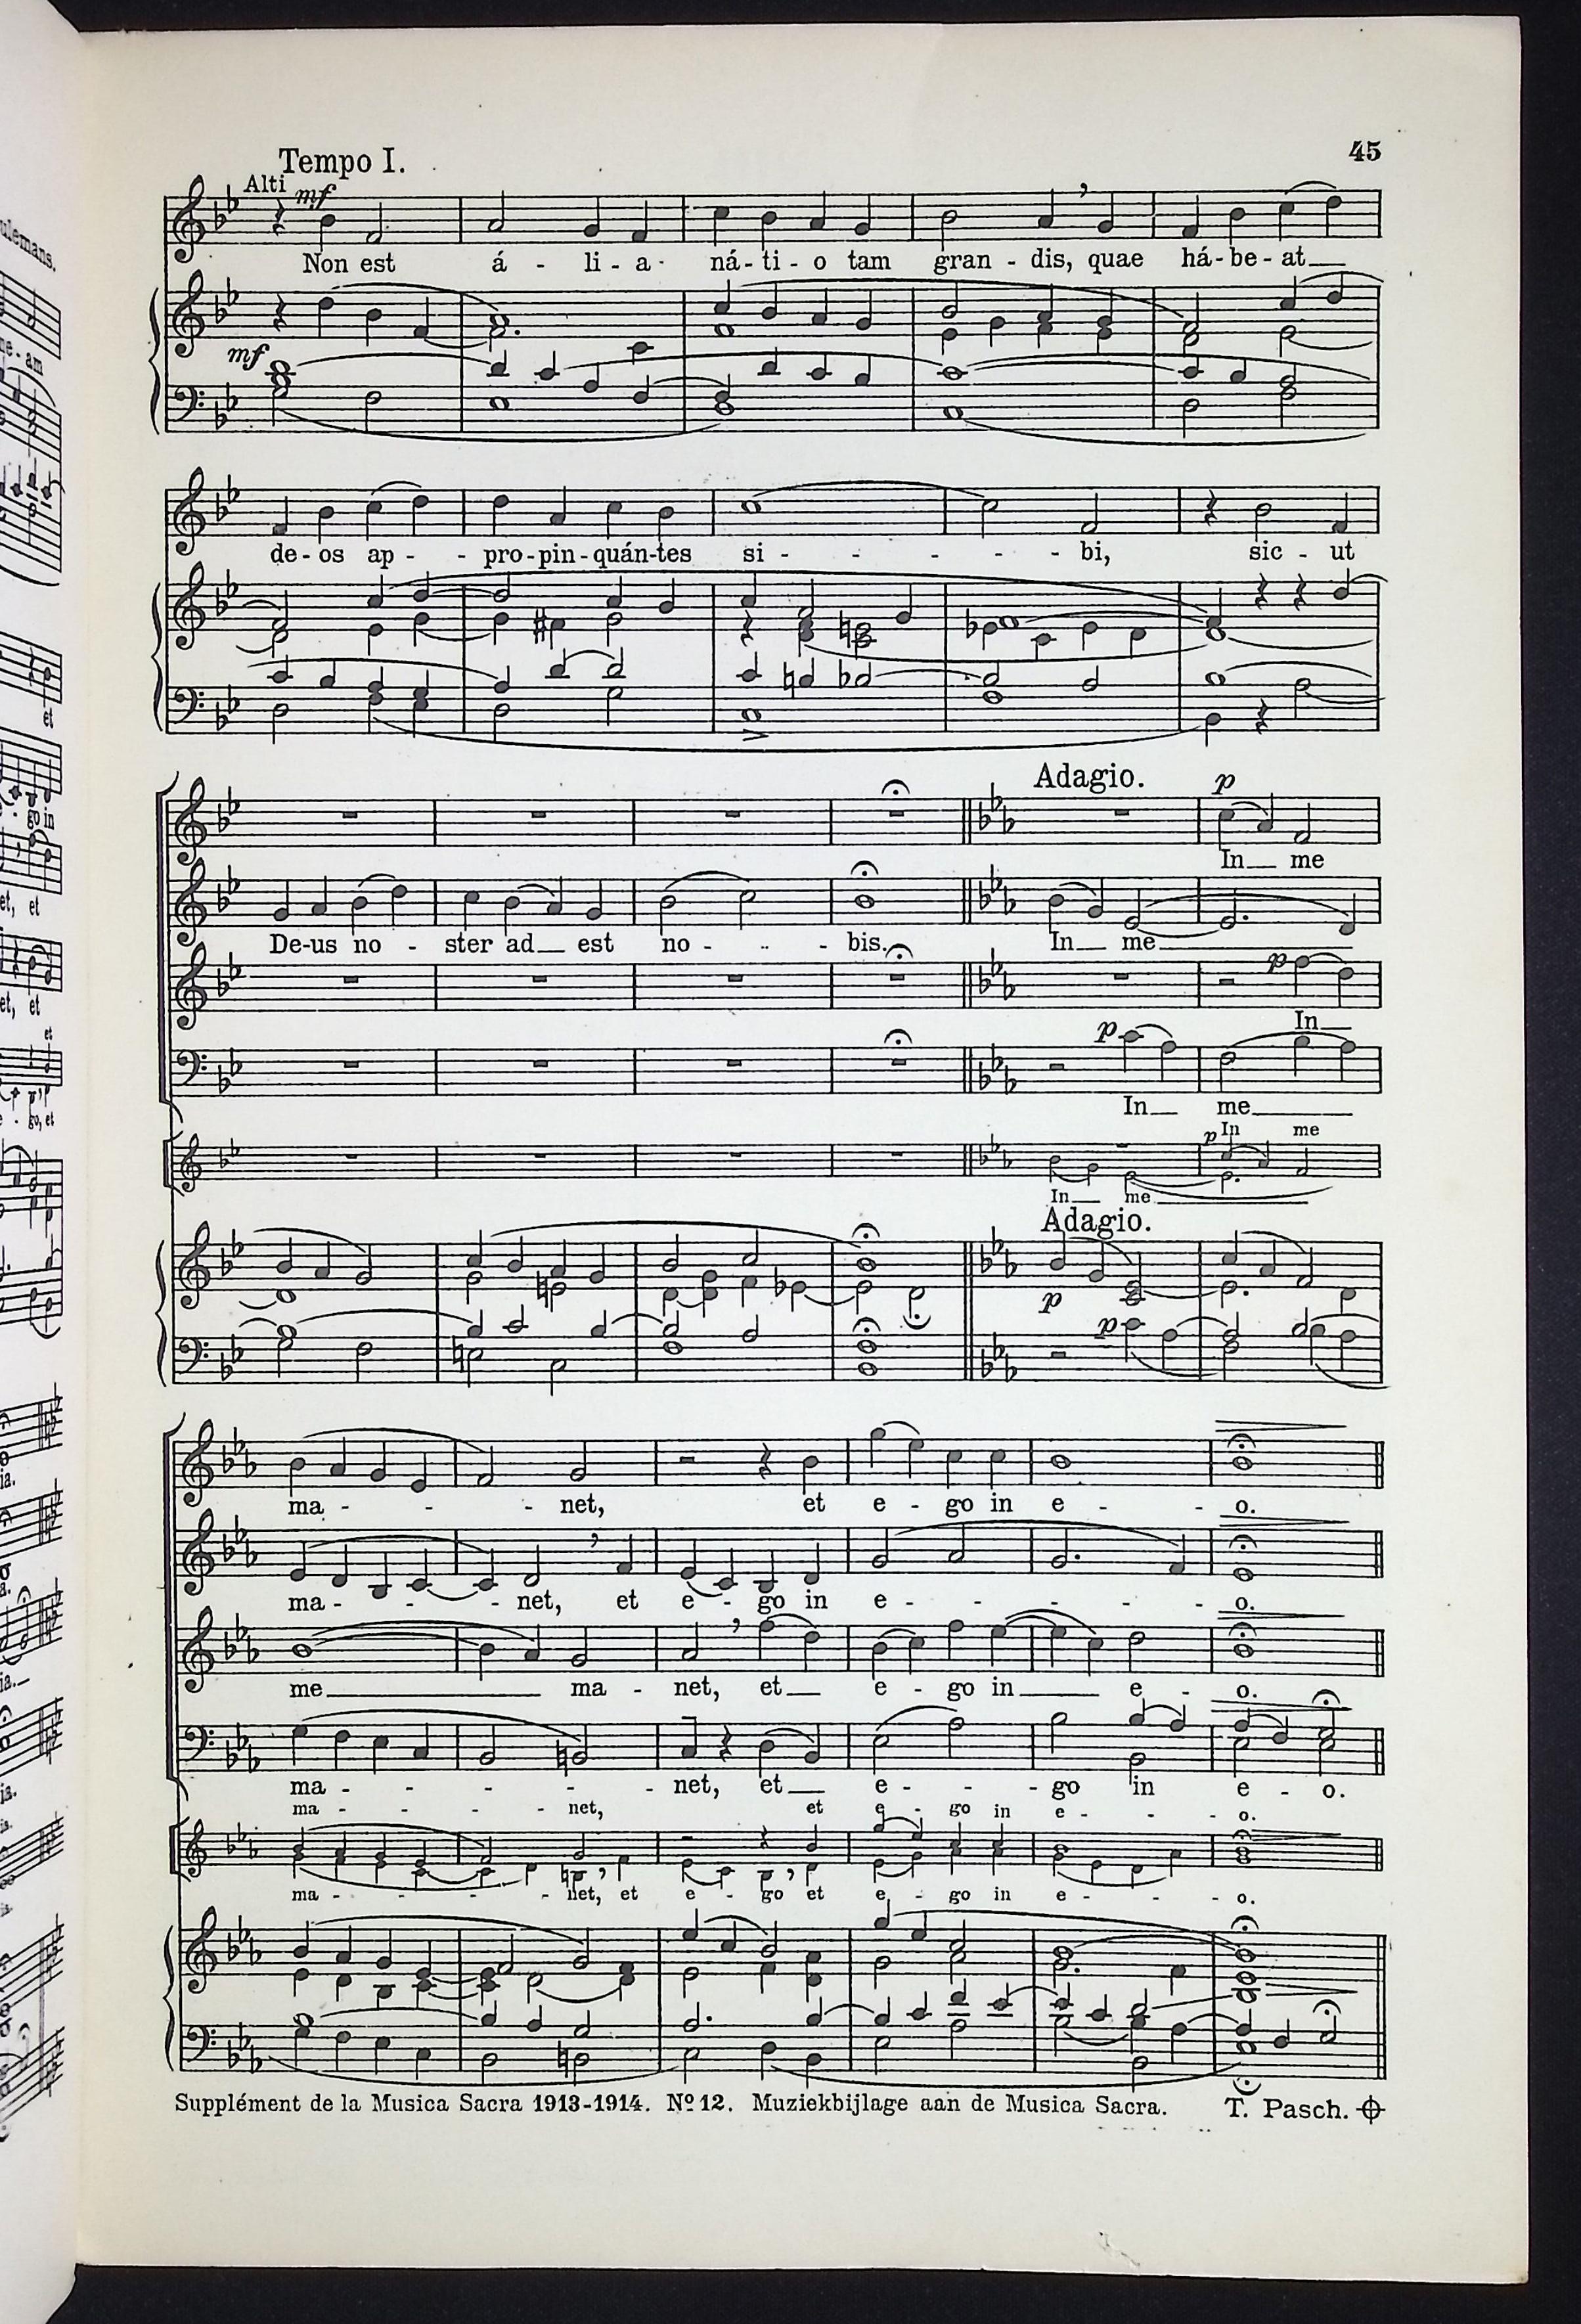 45
Tempo I.
Alti mf
Non est á - li - a - ná - ti - o tam gran - dis, quae há - be - at
mf
de - os ap - - pro - pin - quán - tes si - - - - bi, sic - ut
Adagio. p
In me
De - us no - ster ad est no - - - bis. In me
p
In
p
In me
p In me
In me
Adagio.
p
p
ma - - - net, et e - go in e - - o.
ma - - - net, et e - go in e - - - - - o.
me ma - net, et e - go in e - o.
ma - - - - - net, et e - - - go in e - o.
ma - - - - net, et e - go in e - - - o.
ma - - - - net, et e - go et e - go in e - - - o.
Supplément de la Musica Sacra 1913-1914. Nº 12. Muziekbijlage aan de Musica Sacra. T. Pasch.